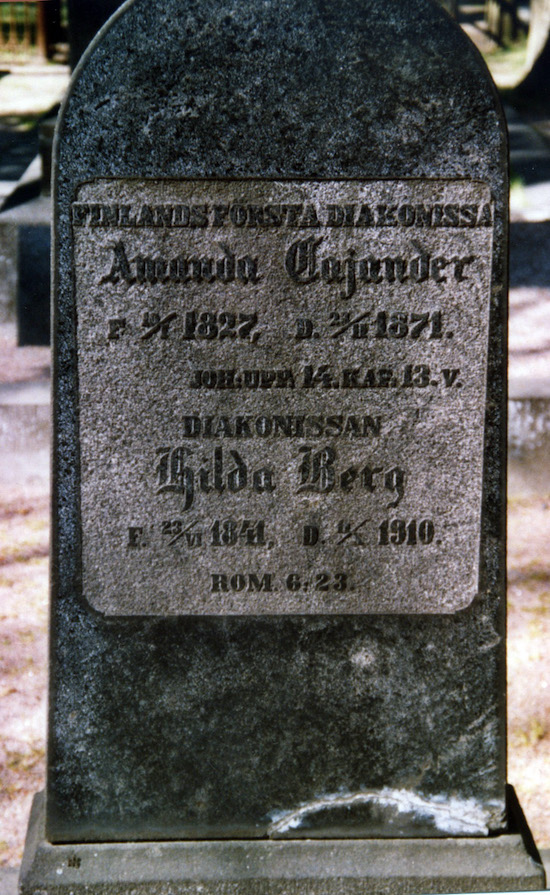 FINLANDS FÖRSTA DIAKONISSA
Amanda Cajander
F. 19/I 1827, D. 1871.
JOH: UPP. 14. KAP. 13. V.
DIAKONISSAN
Hilda Berg
F. 23/VI 1841, D. 1910.
ROM. 6: 23.